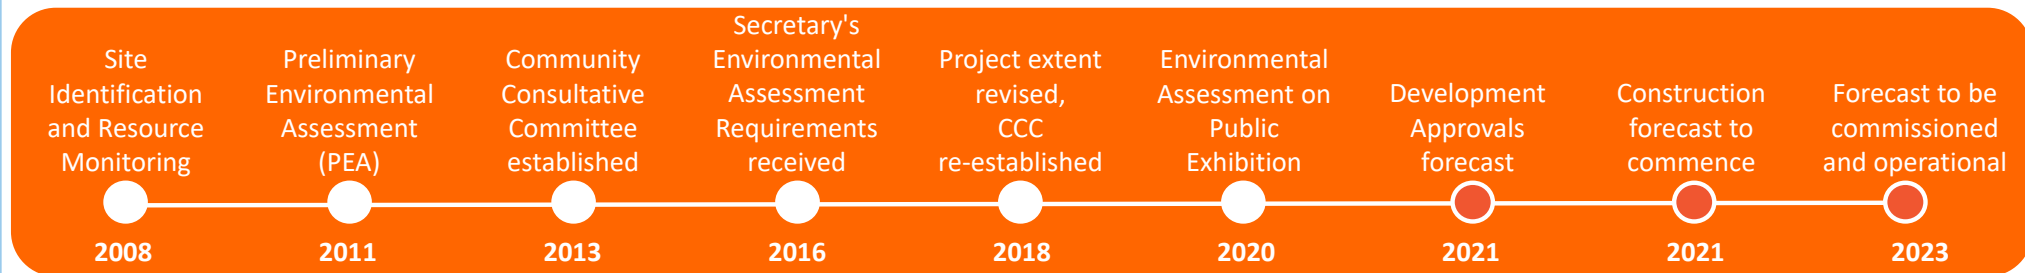 Site
Identification
and Resource
Monitoring
2008
Preliminary
Environmental
Assessment
(PEA)
2011
Community
Consultative
Committee
established
2013
Secretary's
Environmental
Assessment
Requirements
received
2016
Project extent
revised,
CCC
re-established
2018
Environmental
Assessment on
Public
Exhibition
2020
Development
Approvals
forecast
2021
Construction
forecast to
commence
2021
Forecast to be
commissioned
and operational
2023